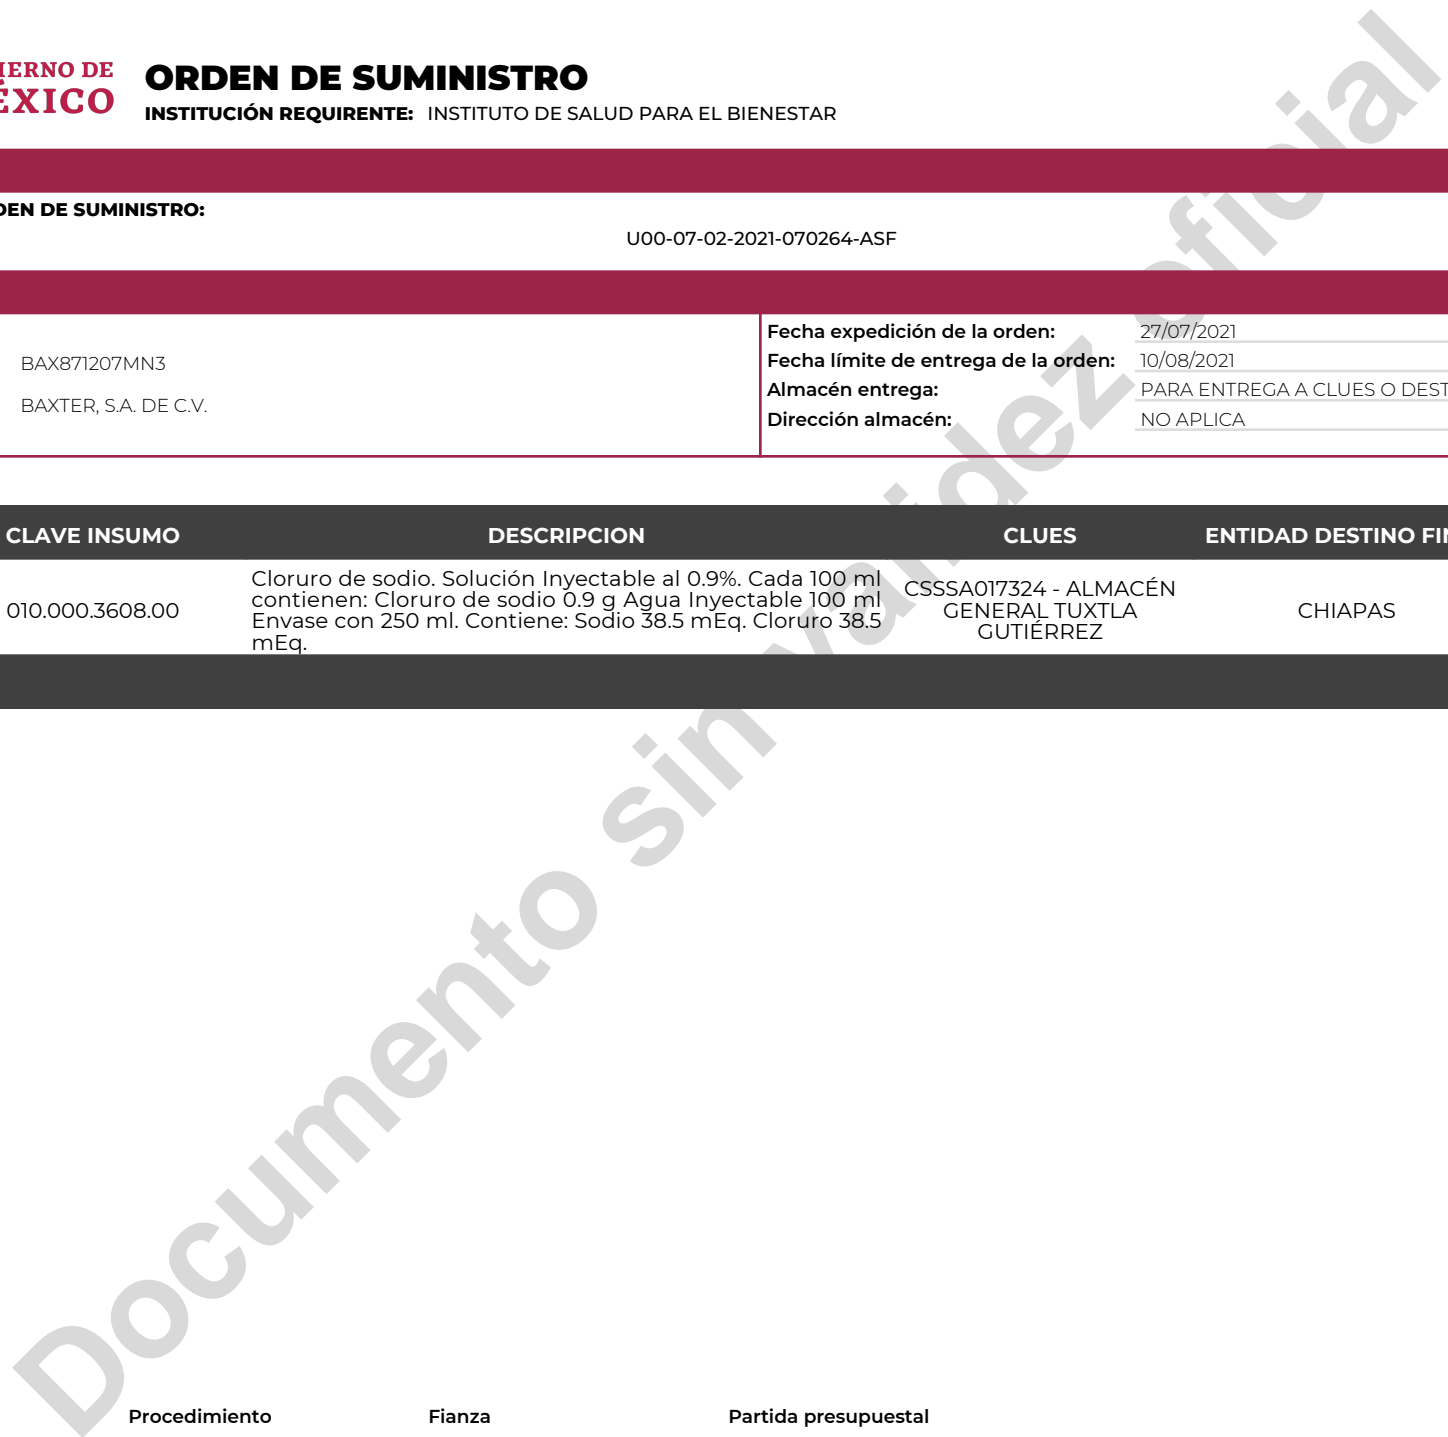 IERNO DE
ÉXICO
ORDEN DE SUMINISTRO
INSTITUCIÓN REQUIRENTE: INSTITUTO DE SALUD PARA EL BIENESTAR
DEN DE SUMINISTRO:
U00-07-02-2021-070264-ASF
BAX871207MN3
BAXTER, S.A. DE C.V.
Fecha expedición de la orden: 27/07/2021
Fecha límite de entrega de la orden: 10/08/2021
Almacén entrega: PARA ENTREGA A CLUES O DEST
Dirección almacén: NO APLICA
CLAVE INSUMO DESCRIPCION CLUES ENTIDAD DESTINO FIN
010.000.3608.00
Cloruro de sodio. Solución Inyectable al 0.9%. Cada 100 ml
contienen: Cloruro de sodio 0.9 g Agua Inyectable 100 ml
Envase con 250 ml. Contiene: Sodio 38.5 mEq. Cloruro 38.5
mEq.
CSSSA017324 - ALMACÉN
GENERAL TUXTLA
GUTIÉRREZ
CHIAPAS
Documento sin validez oficial
Procedimiento Fianza Partida presupuestal